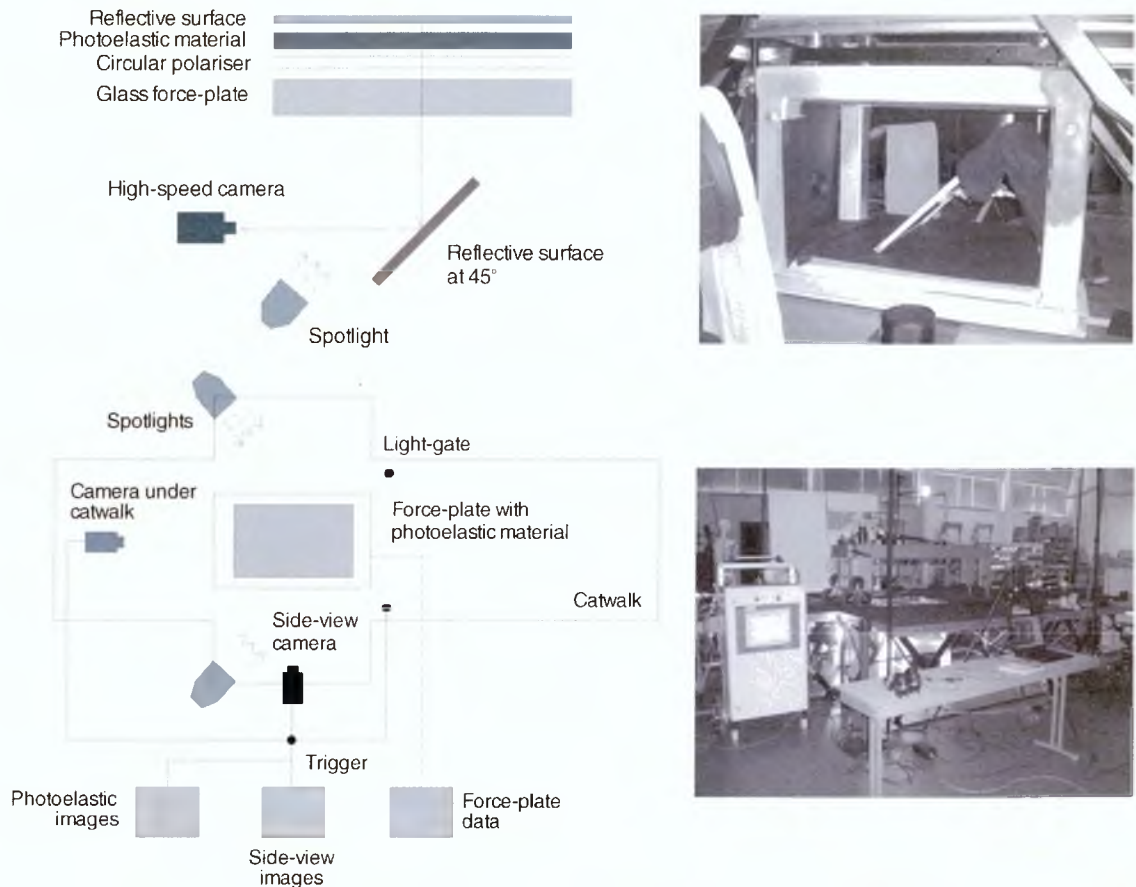 Reflective surface
Photoelastic material
Circular polariser
Glass force-plate
High-speed camera
Reflective surface
at 45°
Spotlight
Spotlights
Light-gate
Camera under
catwalk
Force-plate with
photoelastic material
Catwalk
Side-view
camera
Trigger
Photoelastic
images
Force-plate
data
Side-view
images